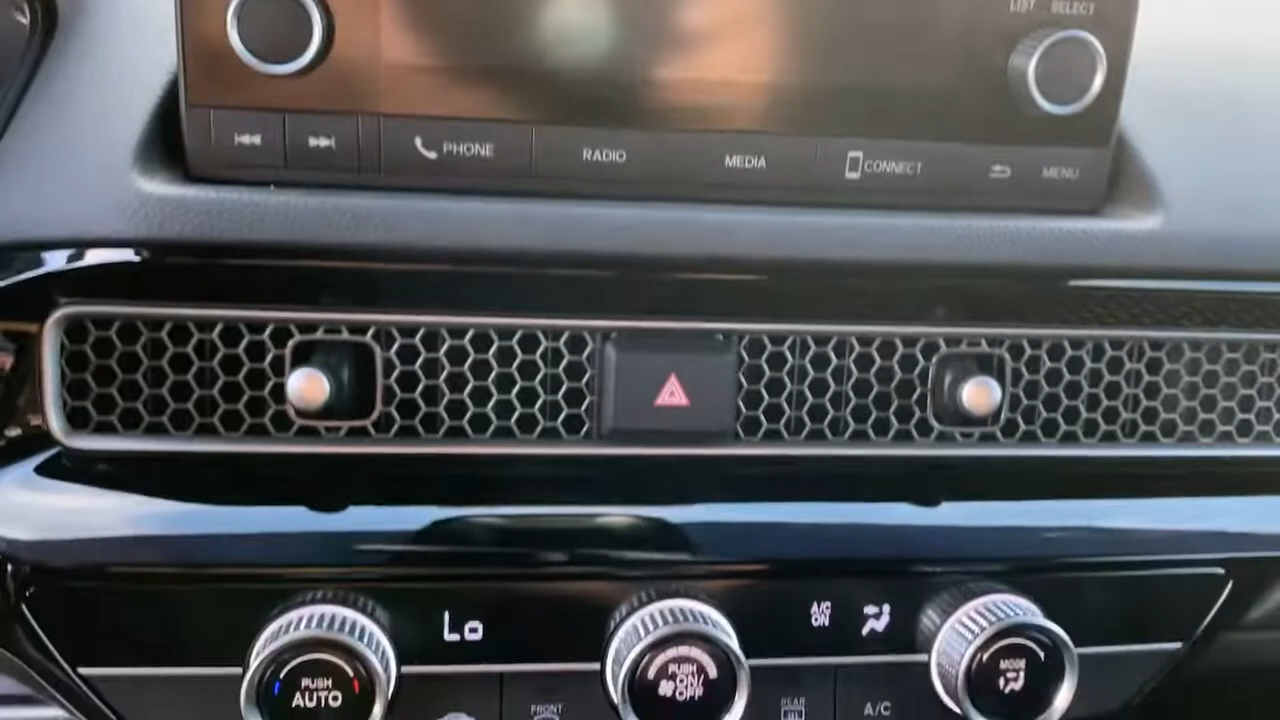 LIST SELECT
PHONE RADIO MEDIA CONNECT MENU
Lo
A/C
ON
PUSH
AUTO
PUSH
ON/
OFF
MODE
FRONT
REAR
A/C